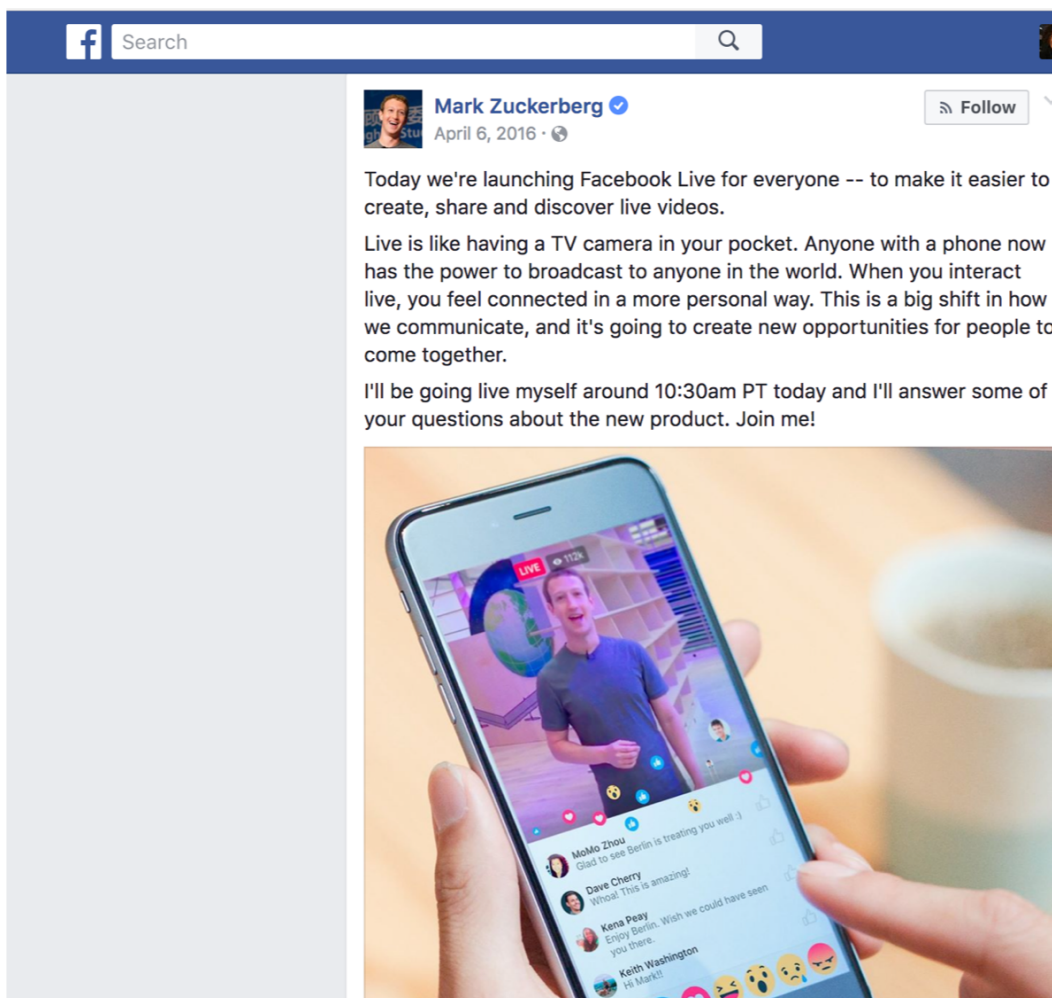 f Search
Mark Zuckerberg
Follow
April 6, 2016 ·
Today we're launching Facebook Live for everyone -- to make it easier to
create, share and discover live videos.
Live is like having a TV camera in your pocket. Anyone with a phone now
has the power to broadcast to anyone in the world. When you interact
live, you feel connected in a more personal way. This is a big shift in how
we communicate, and it's going to create new opportunities for people to
come together.
I'll be going live myself around 10:30am PT today and I'll answer some of
your questions about the new product. Join me!
LIVE 112k
MoMo Zhou
Glad to see Berlin is treating you well :)
Dave Cherry
Whoa! This is amazing!
Kena Peay
Enjoy Berlin. Wish we could have seen
you there.
Keith Washington
Hi Mark!!